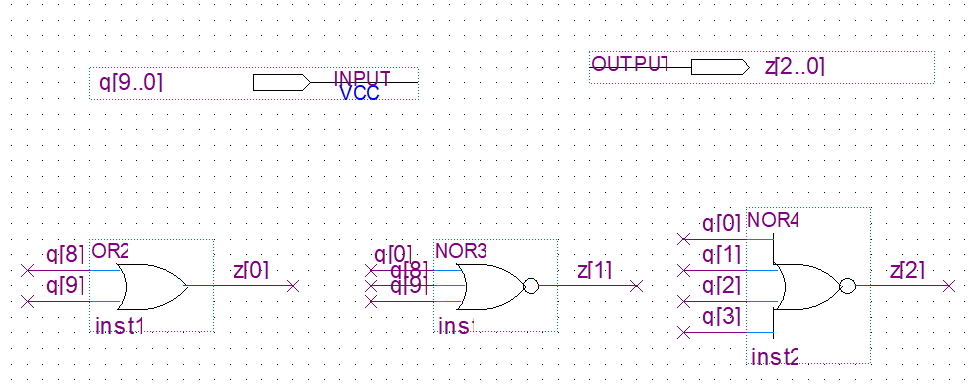 q[9..0]
INPUT
VCC
OUTPUT
z[2..0]
q[8]
q[9]
OR2
z[0]
inst1
q[0]
q[8]
q[9]
NOR3
z[1]
inst
q[0]
q[1]
q[2]
q[3]
NOR4
z[2]
inst2